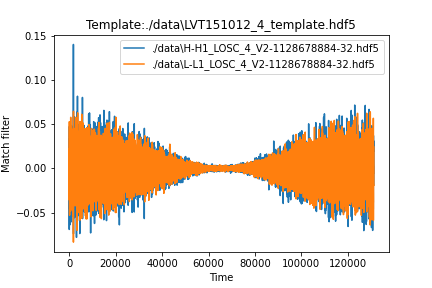 Template:./data\LVT151012_4_template.hdf5
./data\H-H1_LOSC_4_V2-1128678884-32.hdf5
./data\L-L1_LOSC_4_V2-1128678884-32.hdf5
Match filter
0.15
0.10
0.05
0.00
−0.05
0 20000 40000 60000 80000 100000 120000
Time